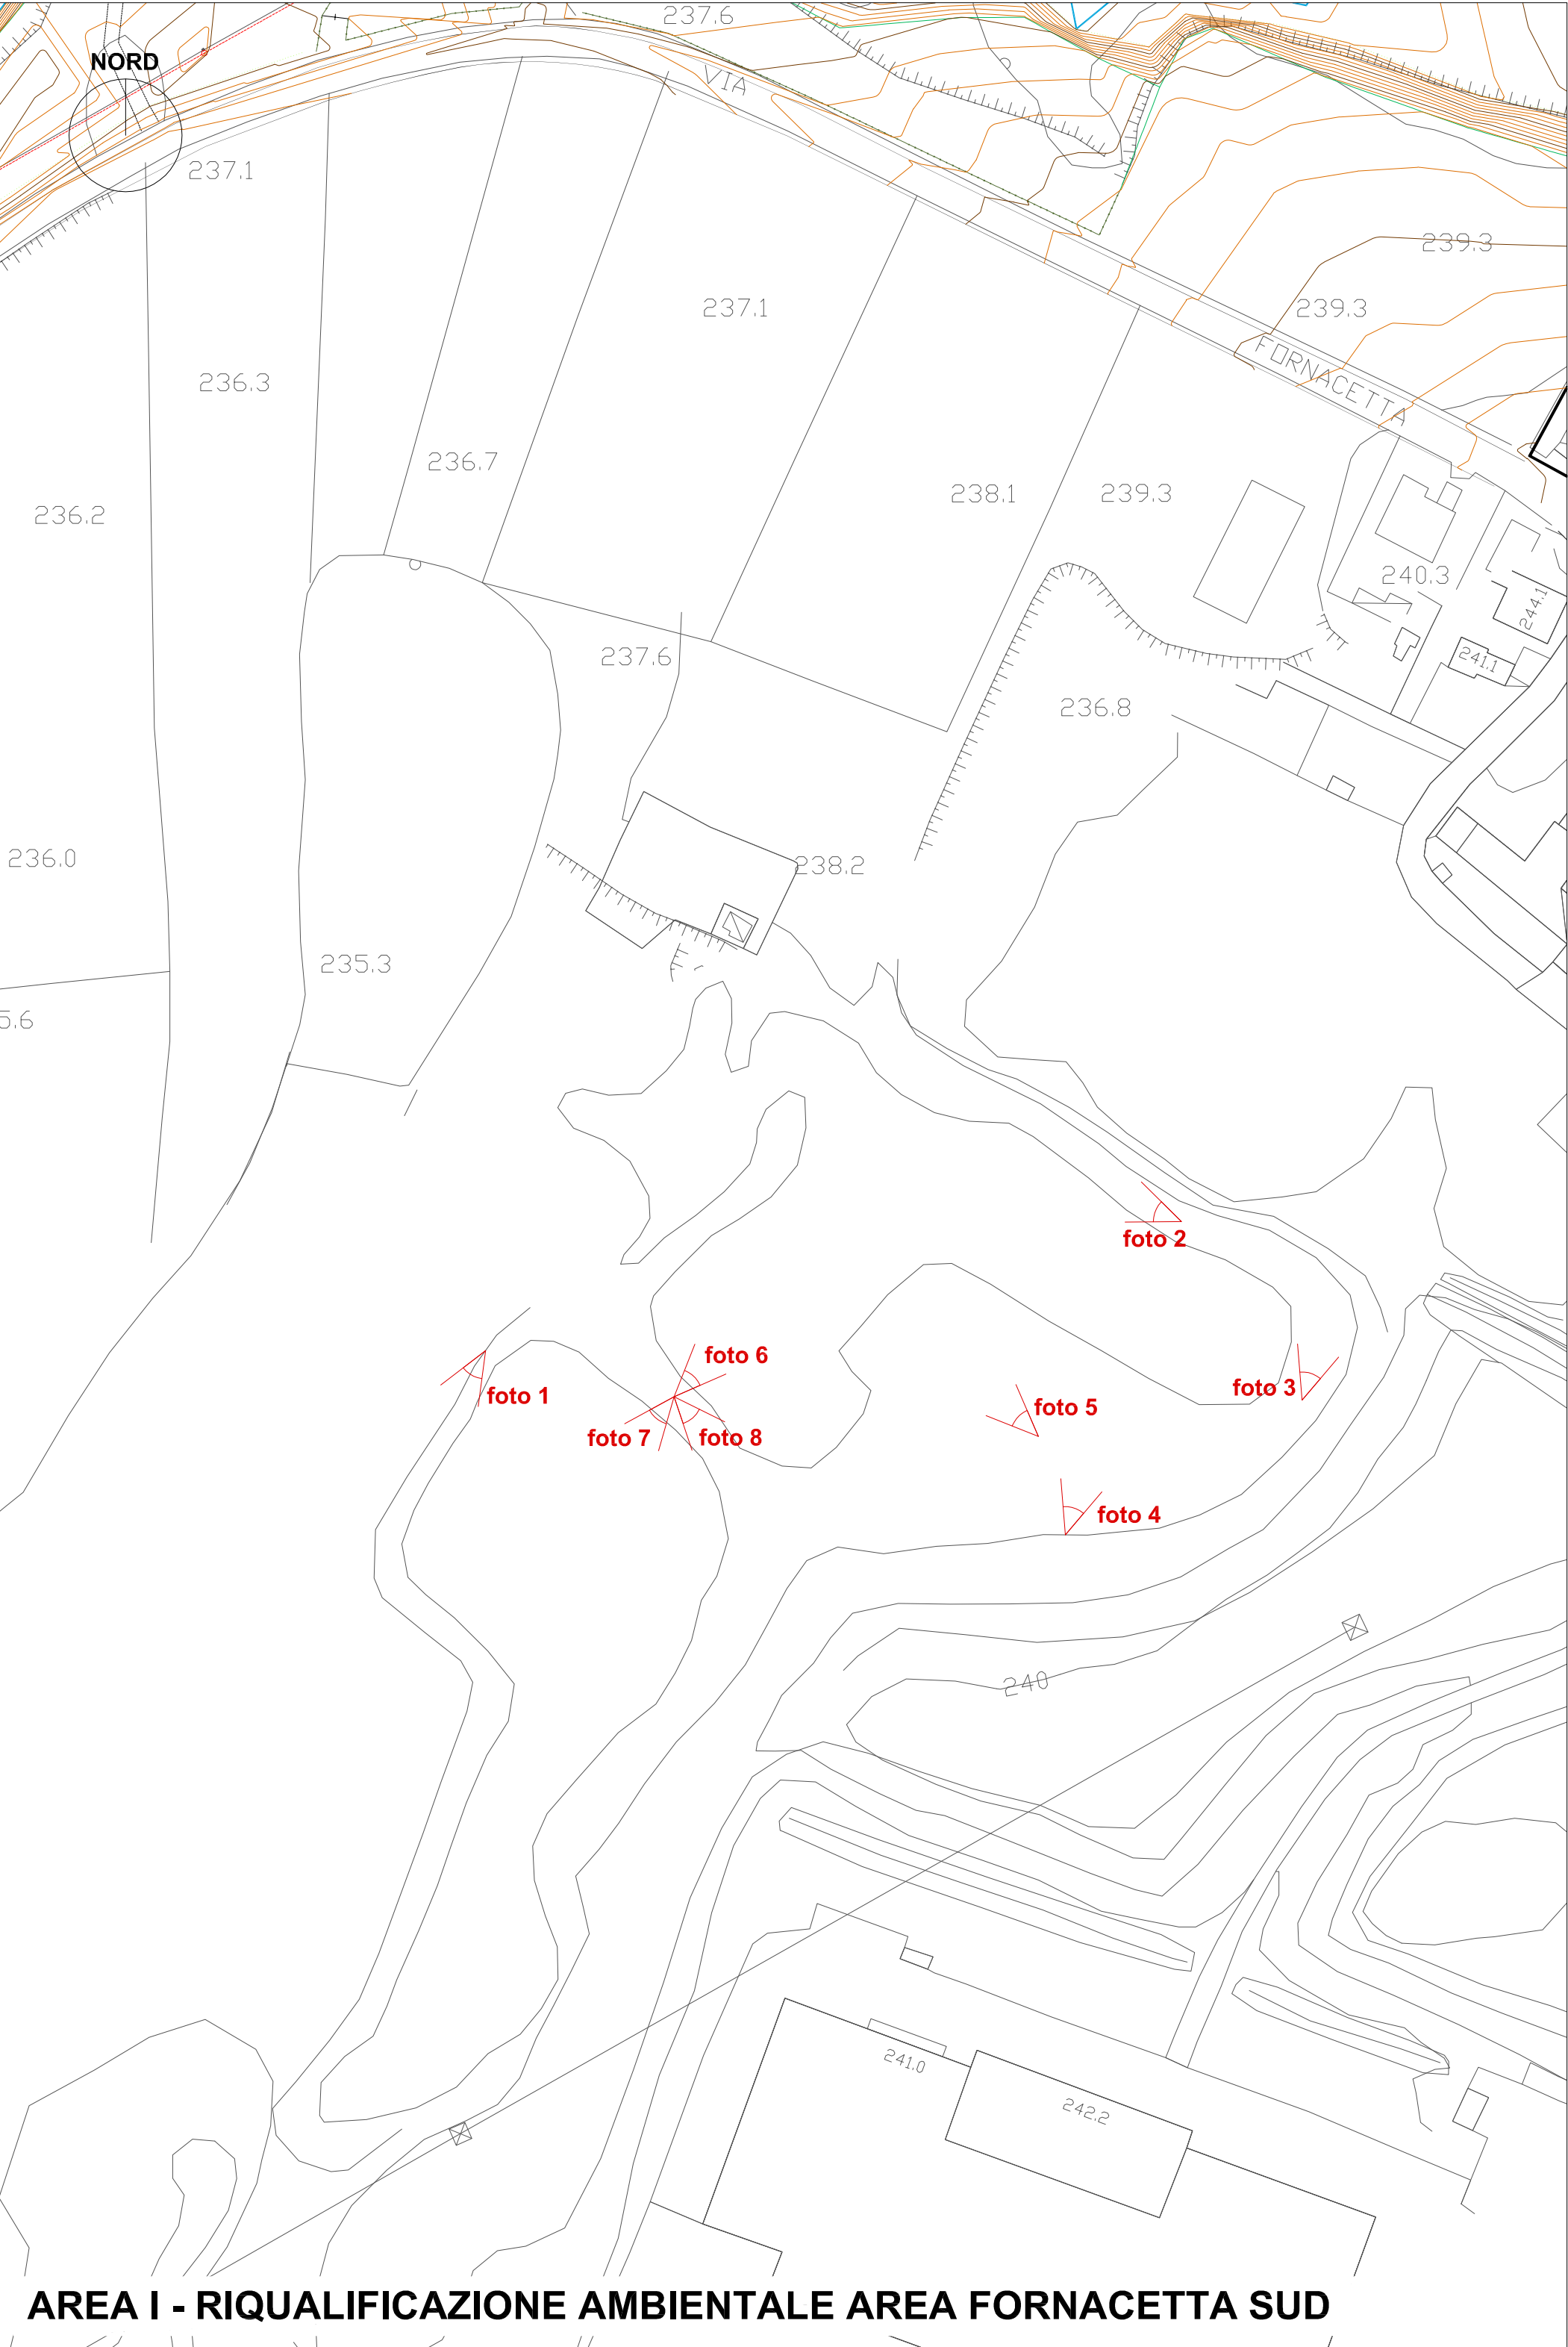 237.6
NORD
VIA
237.1
239.3
237.1
239.3
FORNACETTA
236.3
236.7
238.1
239.3
236.2
240.3
244.1
237.6
241.1
236.8
236.0
238.2
235.3
5.6
foto 2
foto 6
foto 3
foto 1
foto 5
foto 7
foto 8
foto 4
240
241.0
242.2
AREA I - RIQUALIFICAZIONE AMBIENTALE AREA FORNACETTA SUD